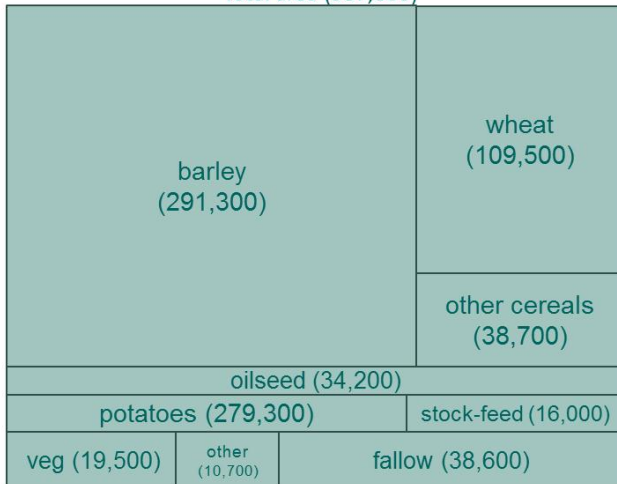 barley
(291,300)
wheat
(109,500)
other cereals
(38,700)
oilseed (34,200)
potatoes (279,300)
stock-feed (16,000)
veg (19,500)
other
(10,700)
fallow (38,600)